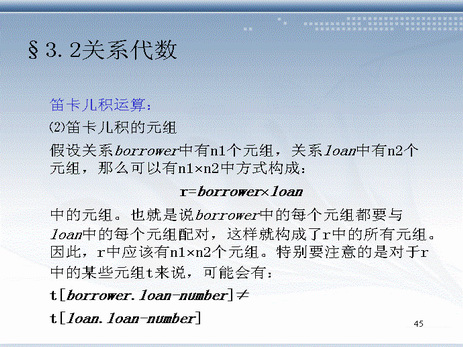 §3.2关系代数
笛卡儿积运算：
⑵笛卡儿积的元组
假设关系borrower中有n1个元组，关系loan中有n2个
元组，那么可以有n1×n2中方式构成：
r=borrower×loan
中的元组。也就是说borrower中的每个元组都要与
loan中的每个元组配对，这样就构成了r中的所有元组。
因此，r中应该有n1×n2个元组。特别要注意的是对于r
中的某些元组t来说，可能会有：
t[borrower.loan-number]≠
t[loan.loan-number]
45